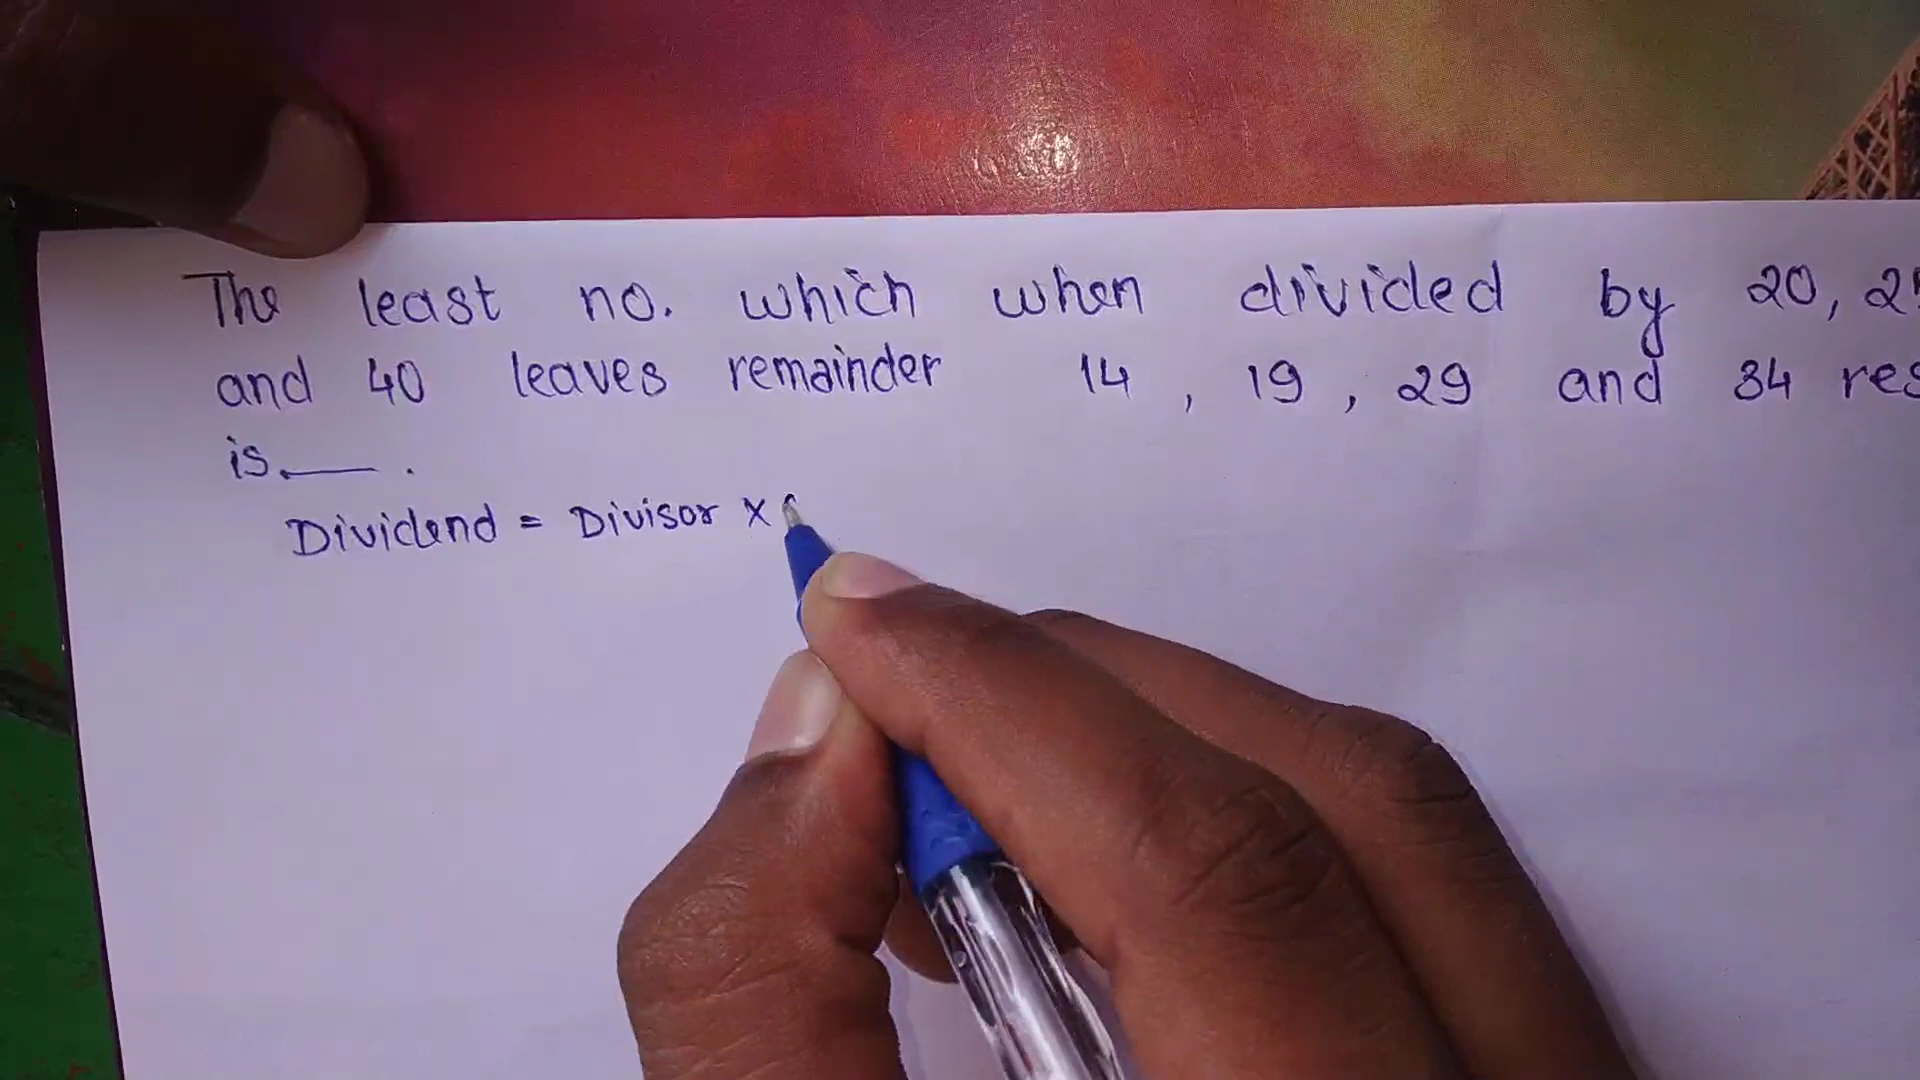 The least no. which when divided by 20,
and 40 leaves remainder 14, 19, 29 and 34
is ___ .
Dividend = Divisor ×